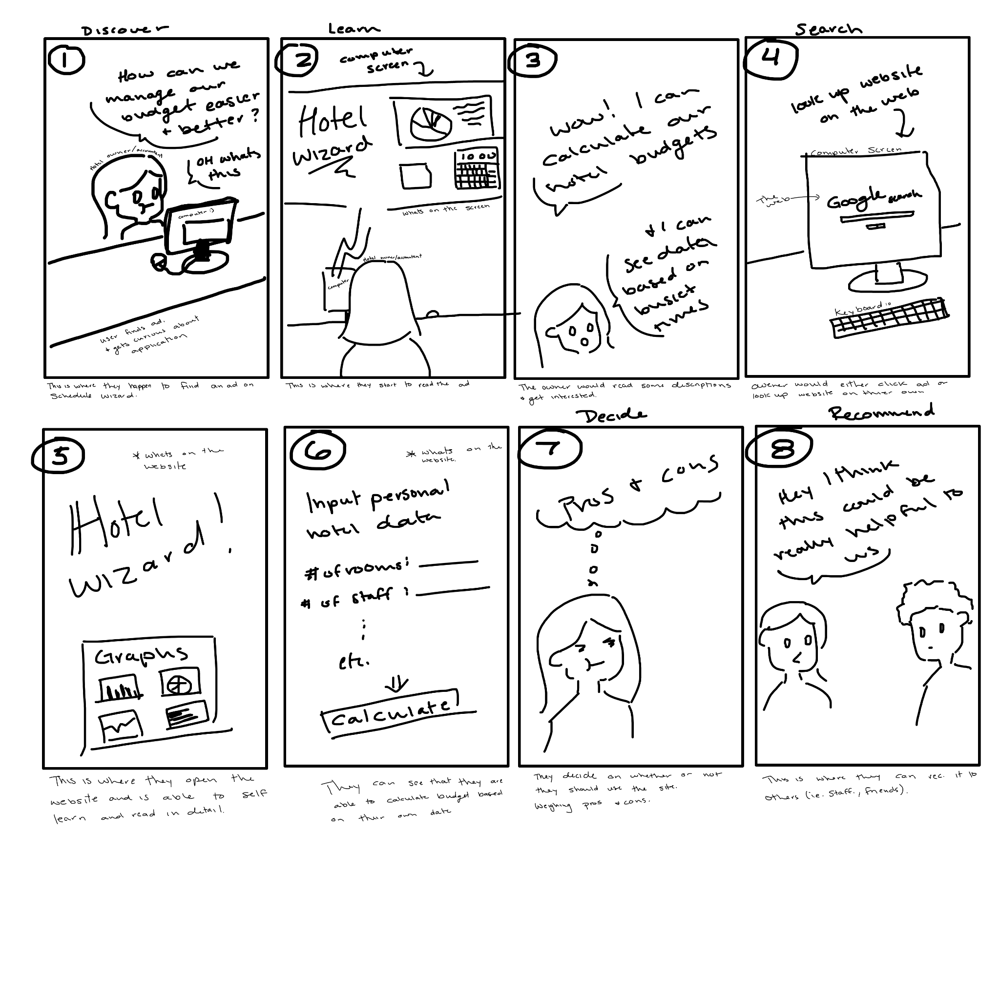 Discover
1
How can we
manage our
budget easier
+ better?
Hotel owner/accountant
OH whats
this
computer :)
user finds ad.
+ gets curious about
application
This is where they happen to find an ad on
Schedule Wizard.
Learn
2
computer
screen
Hotel
Wizard
1000
whats on the screen
Hotel owner/accountant
computer
This is where they start to read the ad
3
Wow! I can
calculate our
hotel budgets
+ I can
see data
based on
busiet
times
The owner would read some discriptions
+ get interested.
Search
4
look up website
on the web
Computer Screen
The
web
Google search
Keyboard :o
owener would either click ad or
look up website on thier own
5
* whats on the
website
Hotel
Wizard!
Graphs
This is where they open the
website and is able to self
learn and read in detail.
6
* whats on the
website.
Input personal
hotel data
# of rooms:
# of staff:
etc.
Calculate
They can see that they are
able to calculate budget based
on their own date
Decide
7
Pros + cons
They decide on whether or not
they should use the site.
Weighing pros + cons.
Recommend
8
Hey I think
this could be
really helpful to
us
This is where they can rec. it to
others (i.e. Staff., friends).